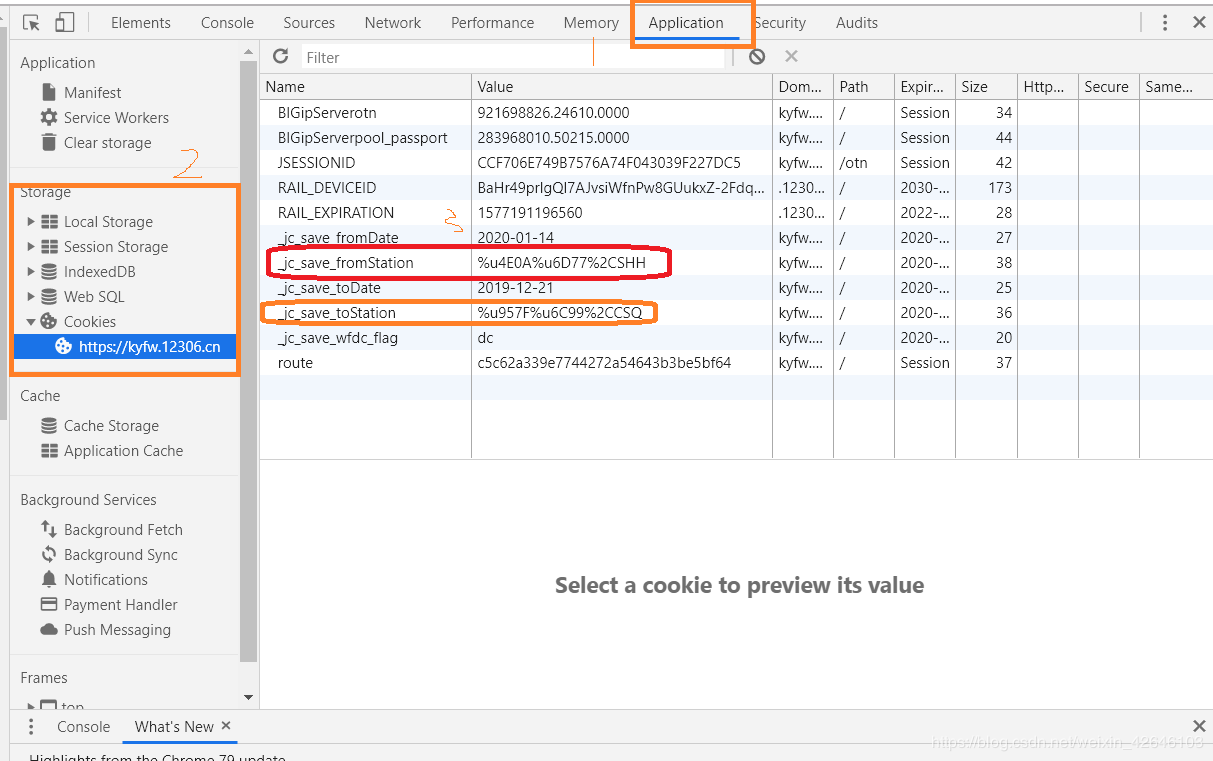 Elements Console Sources Network Performance Memory Application Security Audits
Application
Manifest
Service Workers
Clear storage
2
Storage
Local Storage
Session Storage
IndexedDB
Web SQL
Cookies
https://kyfw.12306.cn
Cache
Cache Storage
Application Cache
Background Services
Background Fetch
Background Sync
Notifications
Payment Handler
Push Messaging
Frames
top
Filter
Name Value Dom... Path Expir... Size Http... Secure Same...
BIGipServerotn 921698826.24610.0000 kyfw.... / Session 34
BIGipServerpool_passport 283968010.50215.0000 kyfw.... / Session 44
JSESSIONID CCF706E749B7576A74F043039F227DC5 kyfw.... /otn Session 42
RAIL_DEVICEID BaHr49prIgQI7AJvsiWfnPw8GUukxZ-2Fdq... .1230... / 2030-... 173
RAIL_EXPIRATION 1577191196560 .1230... / 2022-... 28
3
_jc_save_fromDate 2020-01-14 kyfw.... / 2020-... 27
_jc_save_fromStation %u4E0A%u6D77%2CSHH kyfw.... / 2020-... 38
_jc_save_toDate 2019-12-21 kyfw.... / 2020-... 25
_jc_save_toStation %u957F%u6C99%2CCSQ kyfw.... / 2020-... 36
_jc_save_wfdc_flag dc kyfw.... / 2020-... 20
route c5c62a339e7744272a54643b3be5bf64 kyfw.... / Session 37
Select a cookie to preview its value
Console What's New
Highlights from the Chrome 79 update
https://blog.csdn.net/weixin_42646103